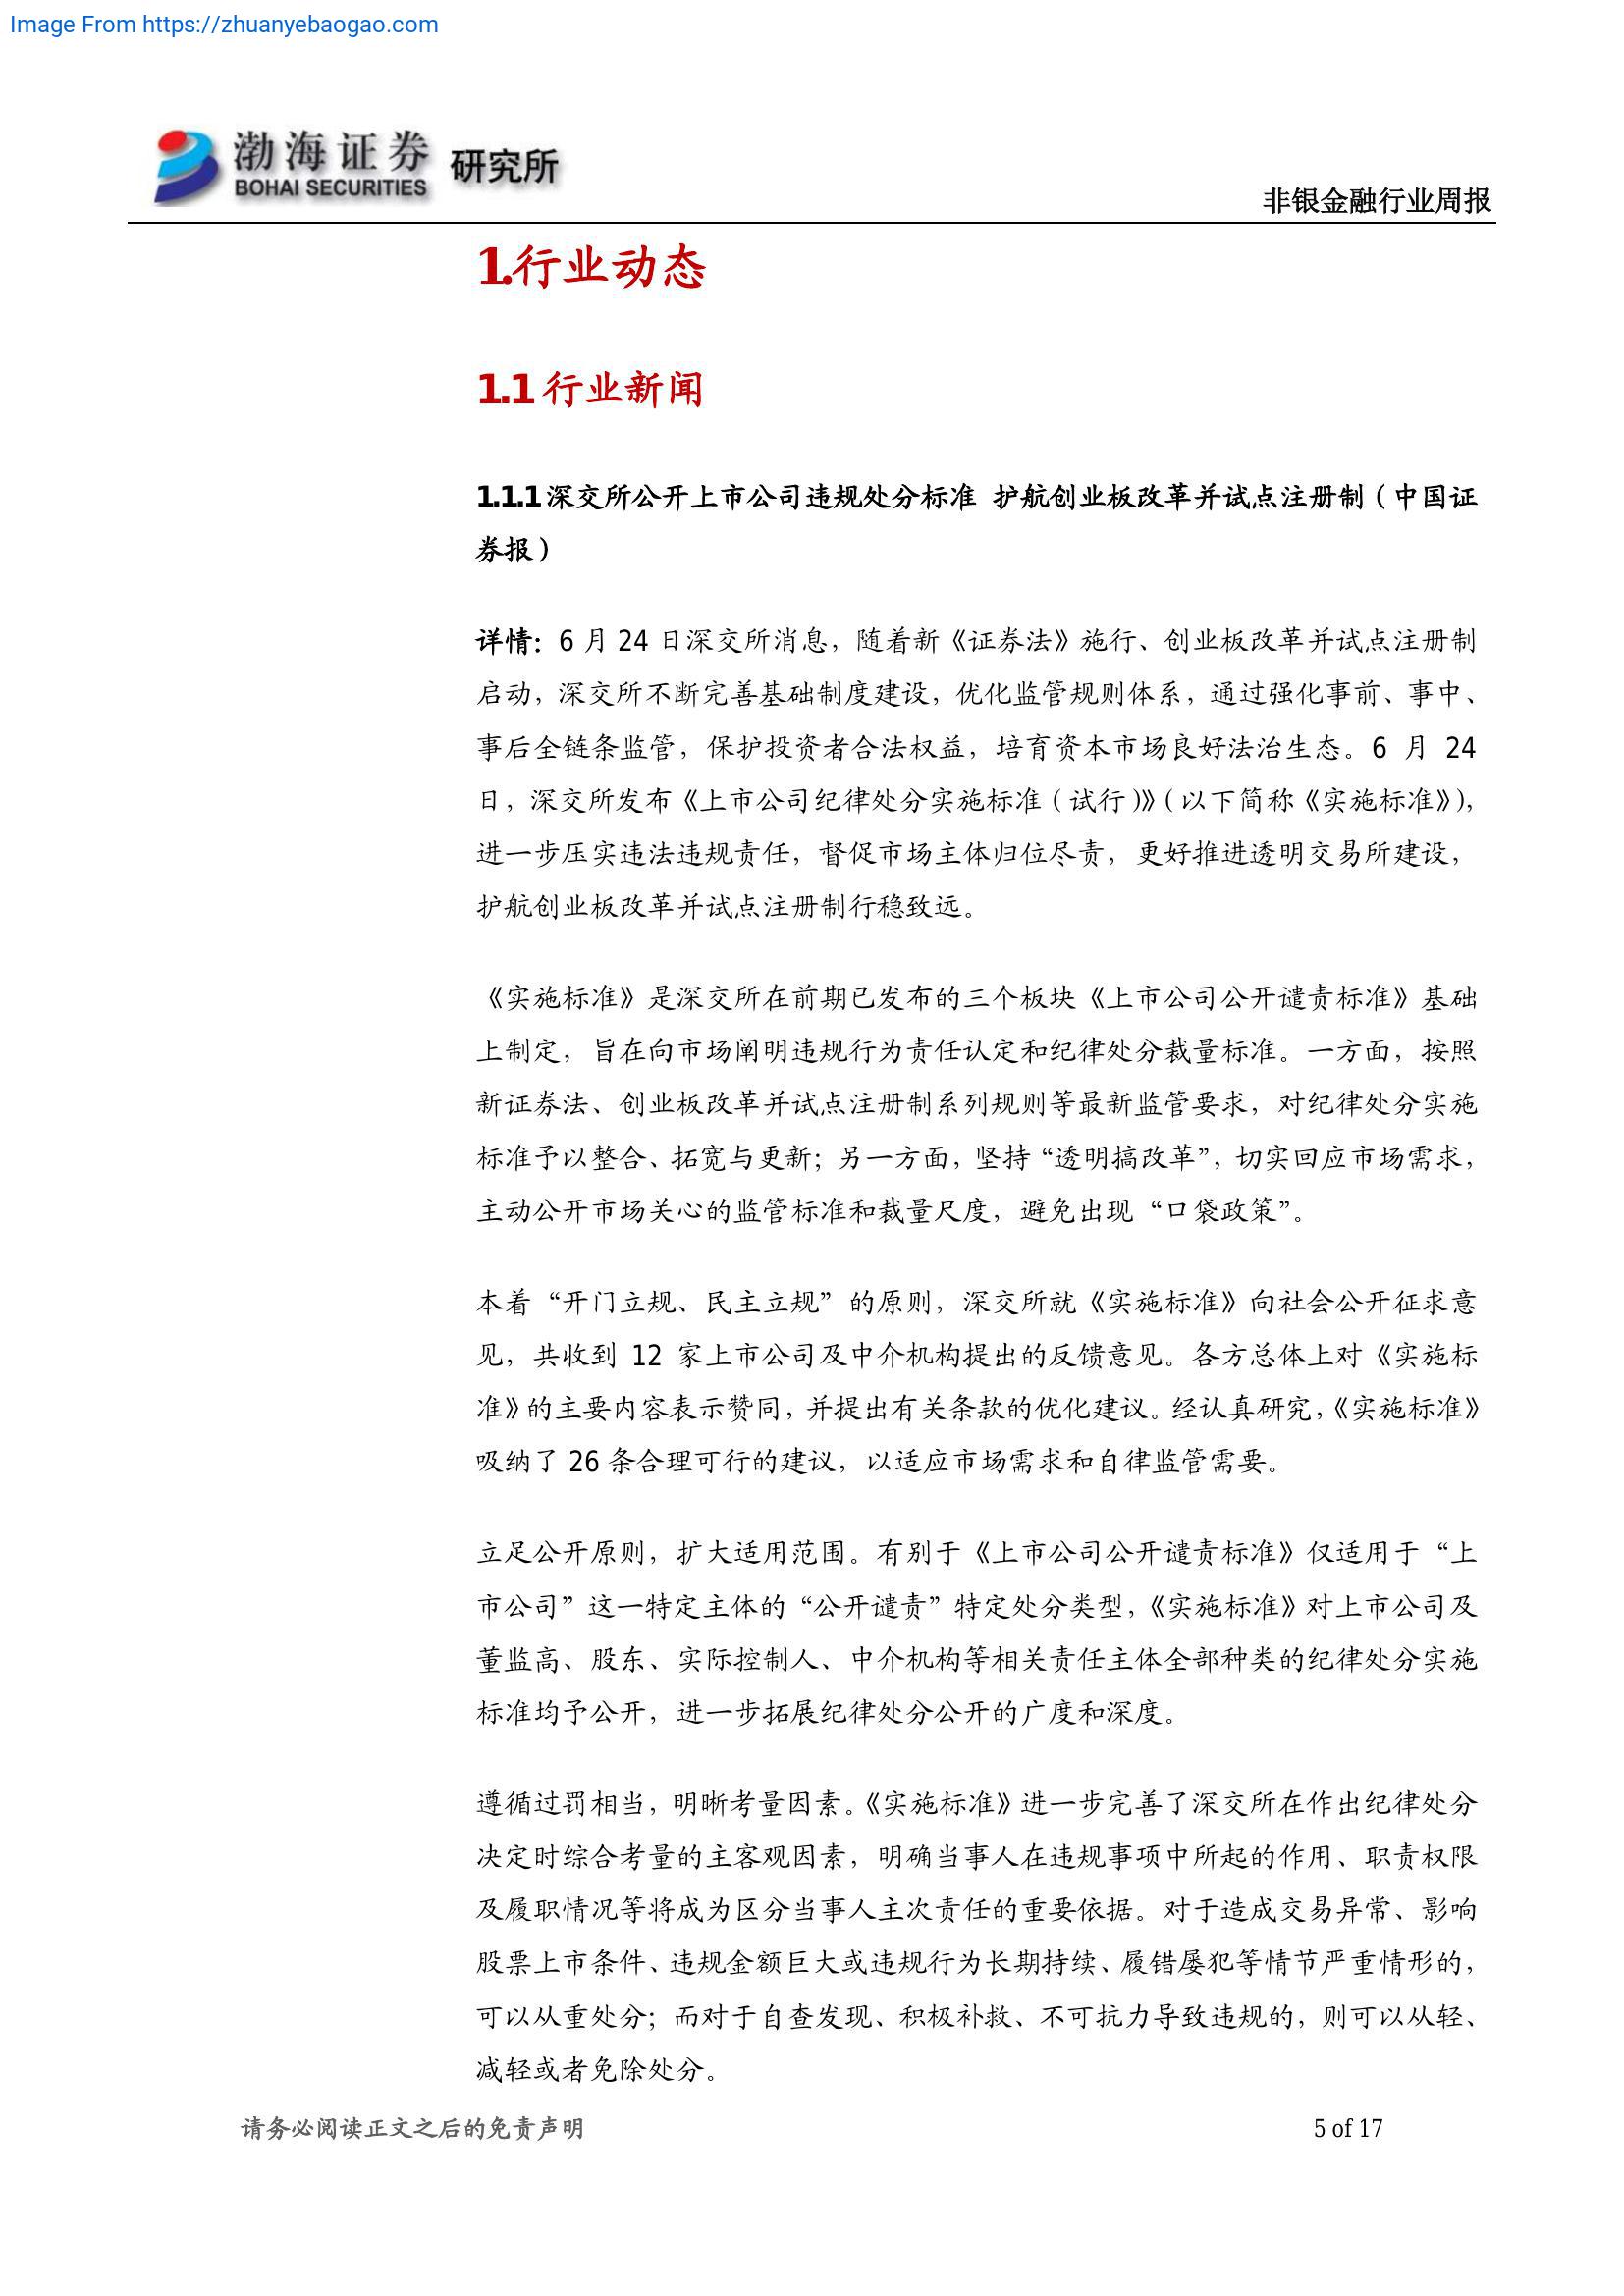 Image From https://zhuanyebaogao.com
渤海证券 研究所
BOHAI SECURITIES
非银金融行业周报
1.行业动态
1.1 行业新闻
1.1.1 深交所公开上市公司违规处分标准 护航创业板改革并试点注册制（中国证
券报）
详情：6 月 24 日深交所消息，随着新《证券法》施行、创业板改革并试点注册制
启动，深交所不断完善基础制度建设，优化监管规则体系，通过强化事前、事中、
事后全链条监管，保护投资者合法权益，培育资本市场良好法治生态。6 月 24
日，深交所发布《上市公司纪律处分实施标准（试行）》（以下简称《实施标准》），
进一步压实违法违规责任，督促市场主体归位尽责，更好推进透明交易所建设，
护航创业板改革并试点注册制行稳致远。
《实施标准》是深交所在前期已发布的三个板块《上市公司公开谴责标准》基础
上制定，旨在向市场阐明违规行为责任认定和纪律处分裁量标准。一方面，按照
新证券法、创业板改革并试点注册制系列规则等最新监管要求，对纪律处分实施
标准予以整合、拓宽与更新；另一方面，坚持“透明搞改革”，切实回应市场需求，
主动公开市场关心的监管标准和裁量尺度，避免出现“口袋政策”。
本着“开门立规、民主立规”的原则，深交所就《实施标准》向社会公开征求意
见，共收到 12 家上市公司及中介机构提出的反馈意见。各方总体上对《实施标
准》的主要内容表示赞同，并提出有关条款的优化建议。经认真研究，《实施标准》
吸纳了 26 条合理可行的建议，以适应市场需求和自律监管需要。
立足公开原则，扩大适用范围。有别于《上市公司公开谴责标准》仅适用于“上
市公司”这一特定主体的“公开谴责”特定处分类型，《实施标准》对上市公司及
董监高、股东、实际控制人、中介机构等相关责任主体全部种类的纪律处分实施
标准均予公开，进一步拓展纪律处分公开的广度和深度。
遵循过罚相当，明晰考量因素。《实施标准》进一步完善了深交所在作出纪律处分
决定时综合考量的主客观因素，明确当事人在违规事项中所起的作用、职责权限
及履职情况等将成为区分当事人主次责任的重要依据。对于造成交易异常、影响
股票上市条件、违规金额巨大或违规行为长期持续、履错屡犯等情节严重情形的，
可以从重处分；而对于自查发现、积极补救、不可抗力导致违规的，则可以从轻、
减轻或者免除处分。
请务必阅读正文之后的免责声明
5 of 17